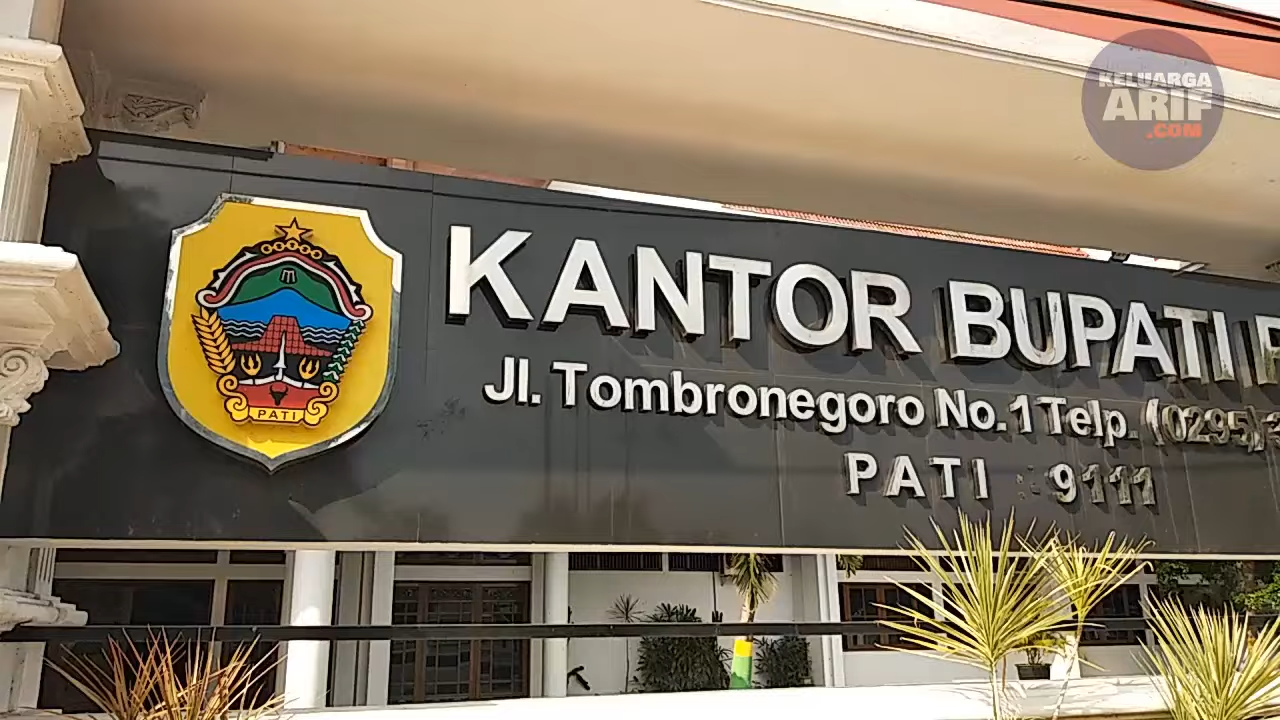 KELUARGA
ARIF
.COM
KANTOR BUPATI
Jl. Tombronegoro No.1 Telp. (0295)
PATI 9111
PATI